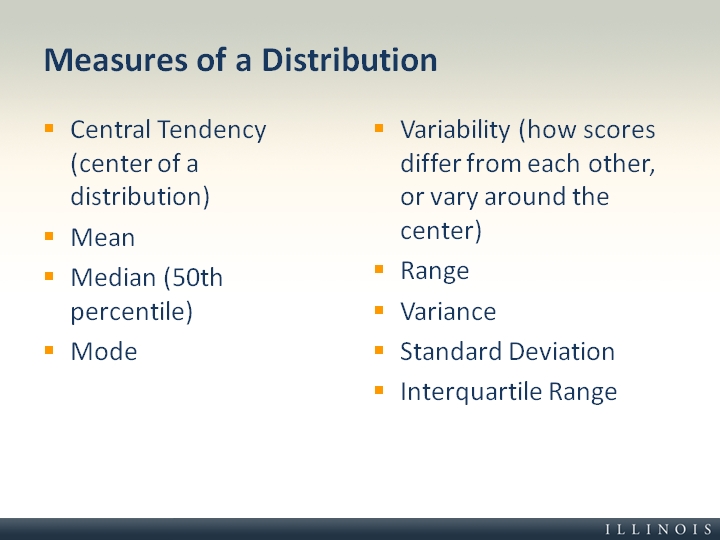 Measures of a Distribution
▪ Central Tendency
(center of a
distribution)
▪ Mean
▪ Median (50th
percentile)
▪ Mode
▪ Variability (how scores
differ from each other,
or vary around the
center)
▪ Range
▪ Variance
▪ Standard Deviation
▪ Interquartile Range
ILLINOIS